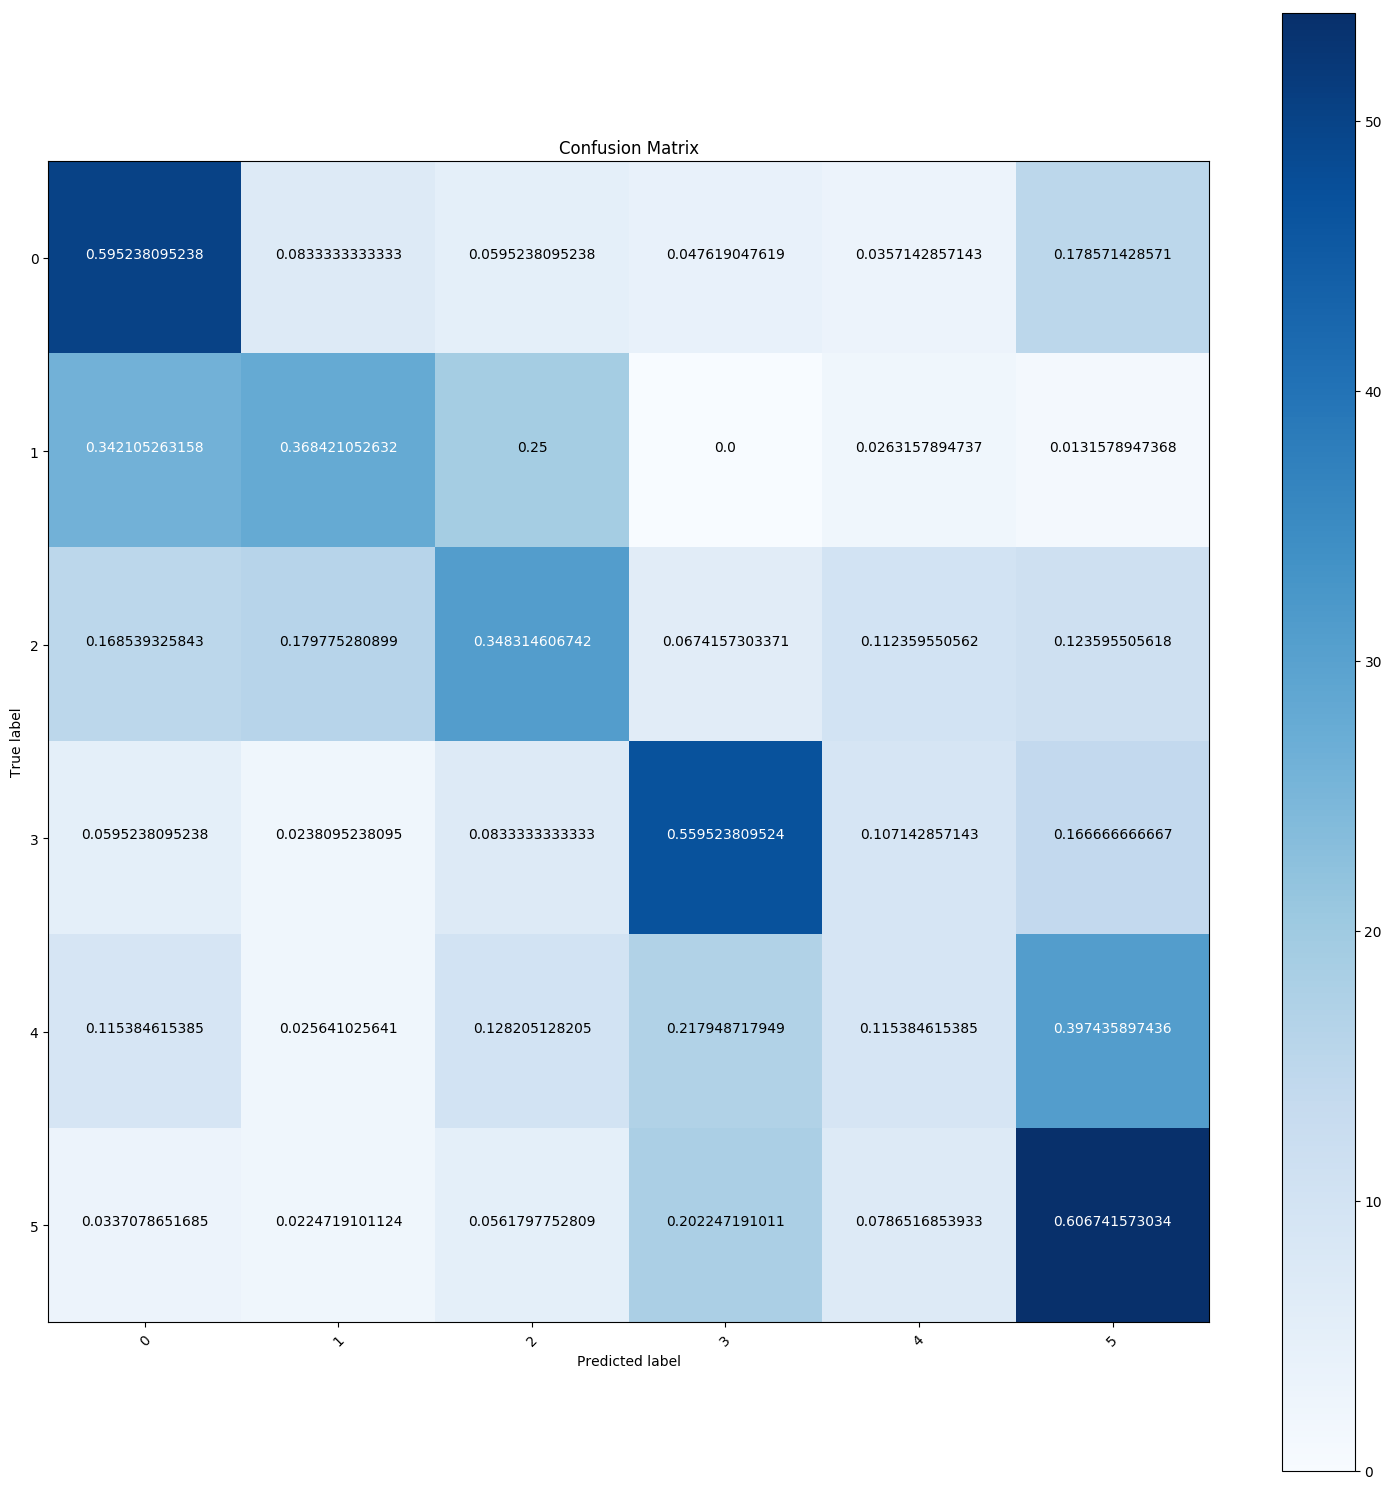 Confusion Matrix
0.595238095238 0.0833333333333 0.0595238095238 0.047619047619 0.0357142857143 0.178571428571
0.342105263158 0.368421052632 0.25 0.0 0.0263157894737 0.0131578947368
0.168539325843 0.179775280899 0.348314606742 0.0674157303371 0.112359550562 0.123595505618
0.0595238095238 0.0238095238095 0.0833333333333 0.559523809524 0.107142857143 0.166666666667
0.115384615385 0.025641025641 0.128205128205 0.217948717949 0.115384615385 0.397435897436
0.0337078651685 0.0224719101124 0.0561797752809 0.202247191011 0.0786516853933 0.606741573034
0
1
2
3
4
5
True label
0 1 2 3 4 5
Predicted label
50
40
30
20
10
0